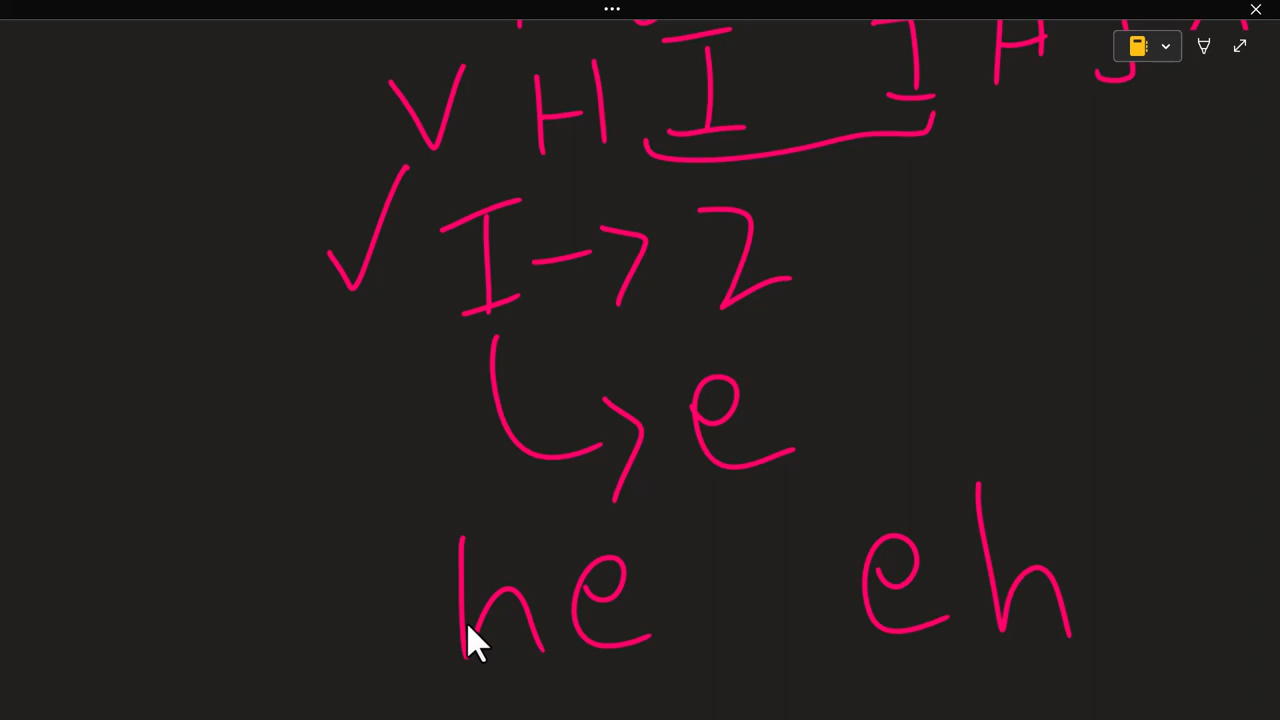 ✓ H I I H
✓ I -> 2
-> e
he eh